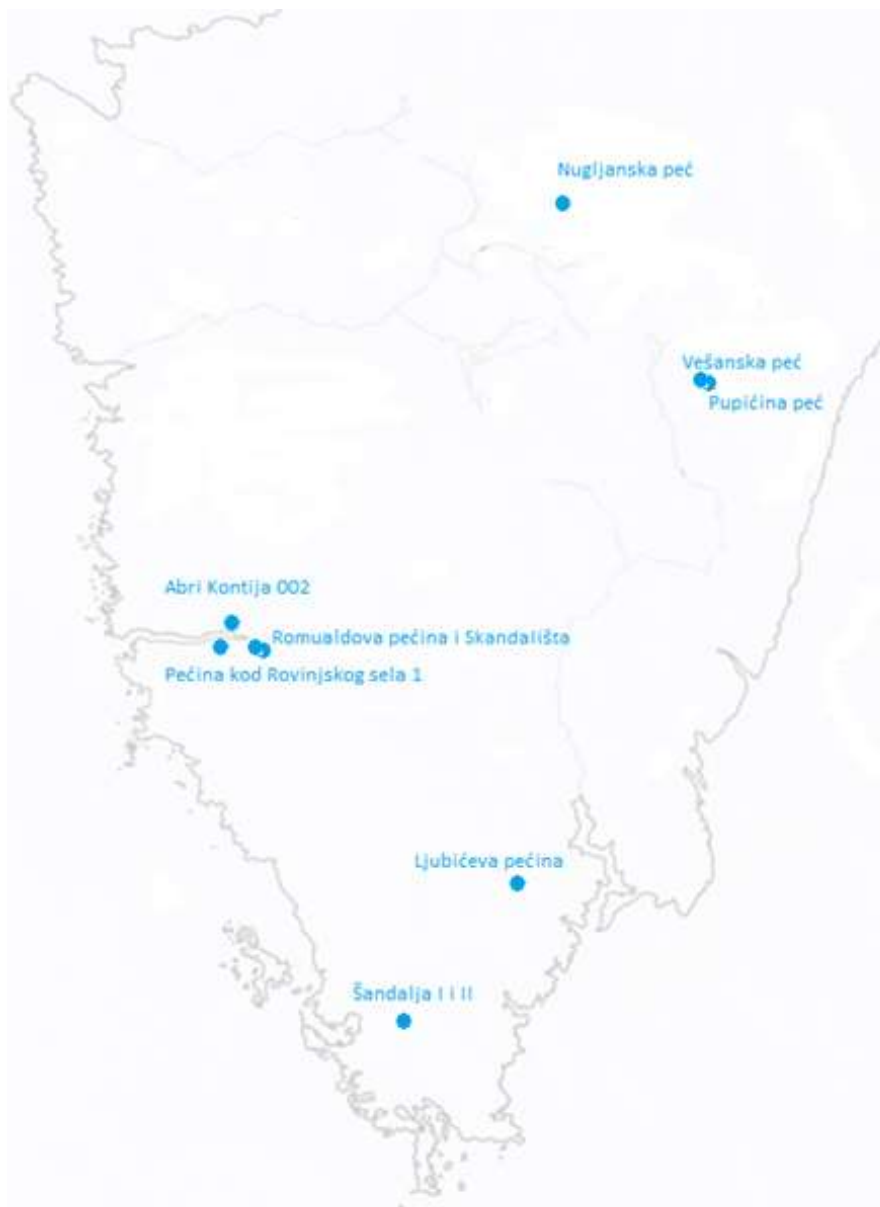 Nugljanska peć
Vešanska peć
Pupićina peć
Abri Kontija 002
Romualdova pećina i Skandališta
Pećina kod Rovinjskog sela 1
Ljubićeva pećina
Šandalja I i II